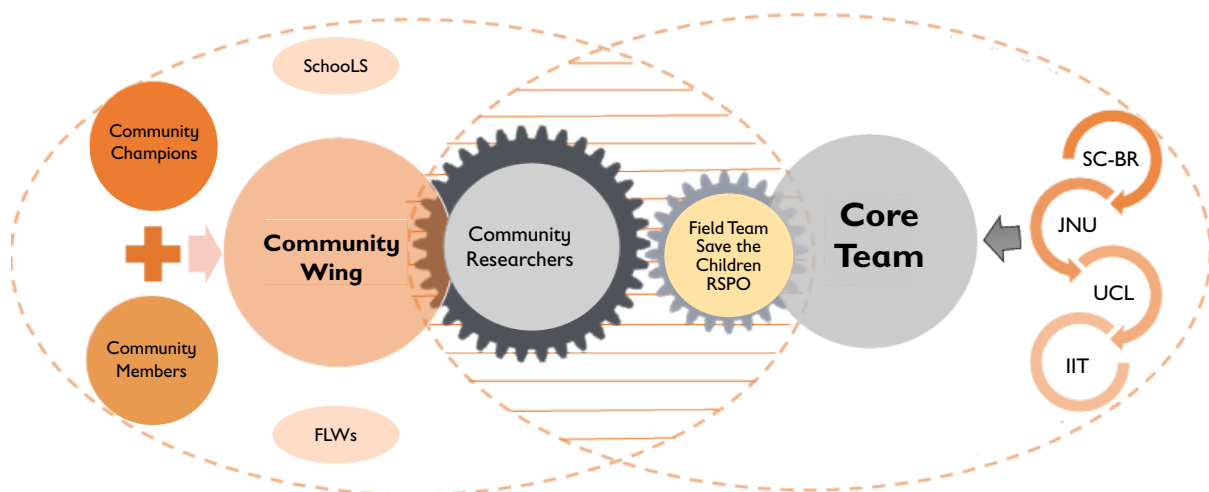 SchooLS
Community
Champions
Community
Wing
Community
Members
FLWs
Community
Researchers
Field Team
Save the
Children
RSPO
Core
Team
SC-BR
JNU
UCL
IIT